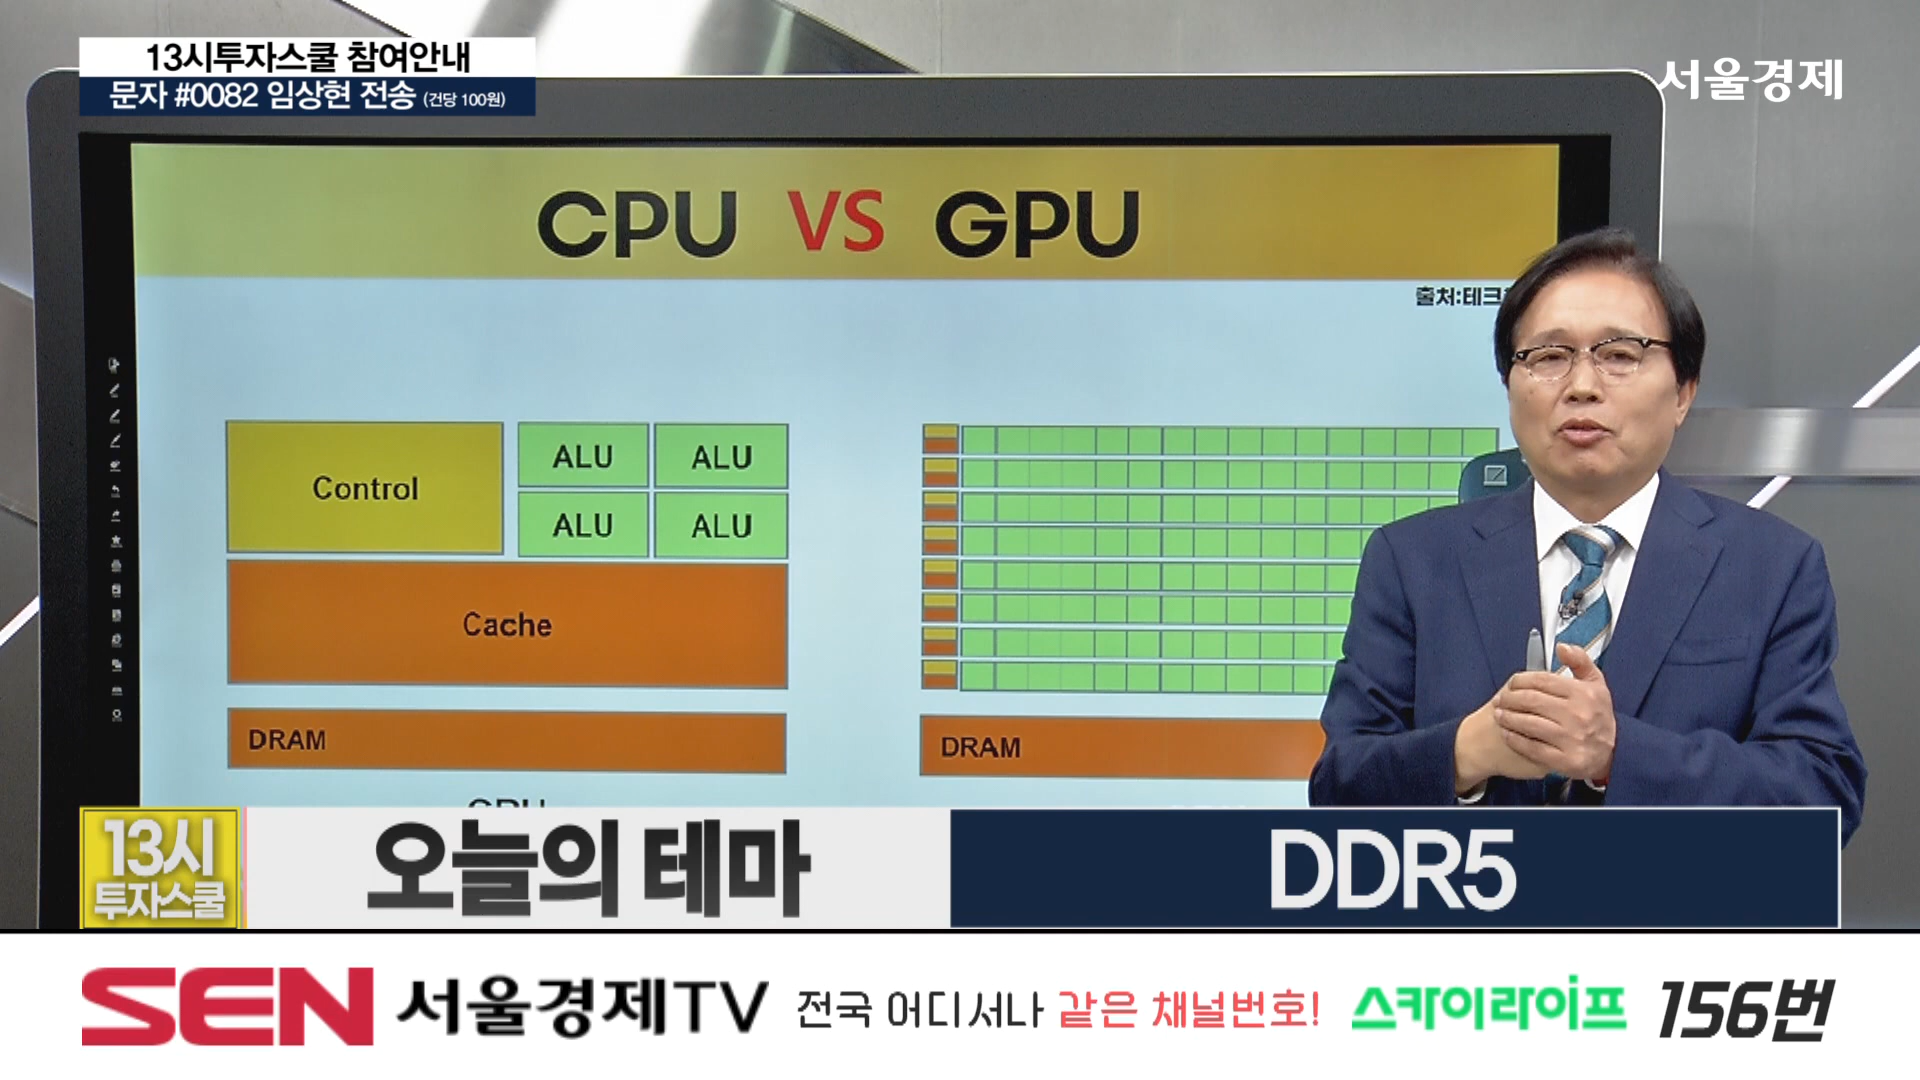 13시투자스쿨 참여안내
문자 #0082 임상현 전송 (건당 100원)
서울경제
CPU VS GPU
출처:테크
Control
ALU
ALU
ALU
ALU
Cache
DRAM
DRAM
13시
투자스쿨
오늘의 테마
DDR5
SEN 서울경제TV 전국 어디서나 같은 채널번호! 스카이라이프 156번